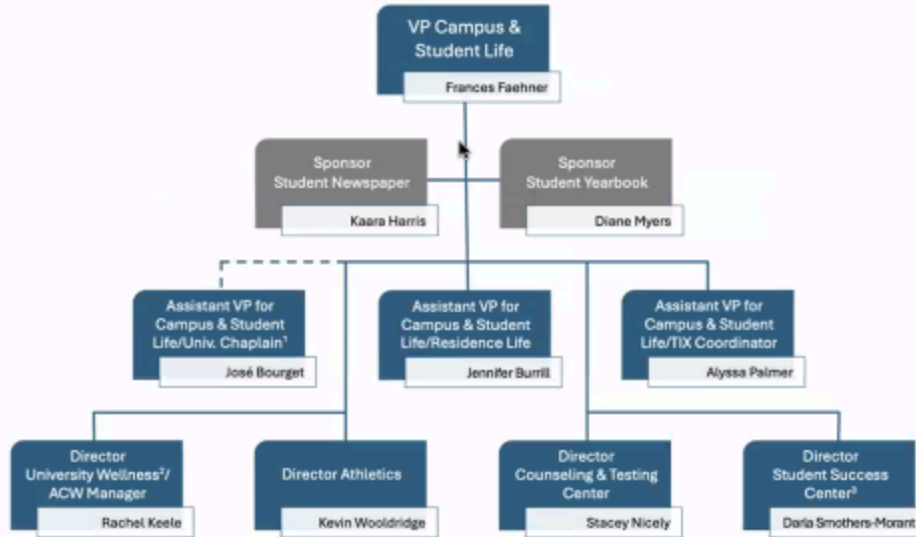 VP Campus &
Student Life
Frances Faehner
Sponsor
Student Newspaper
Kaara Harris
Sponsor
Student Yearbook
Diane Myers
Assistant VP for
Campus & Student
Life/Univ. Chaplain¹
José Bourget
Assistant VP for
Campus & Student
Life/Residence Life
Jennifer Burrill
Assistant VP for
Campus & Student
Life/TIX Coordinator
Alyssa Palmer
Director
University Wellness²/
ACW Manager
Rachel Keele
Director Athletics
Kevin Wooldridge
Director
Counseling & Testing
Center
Stacey Nicely
Director
Student Success
Center³
Darla Smothers-Morant